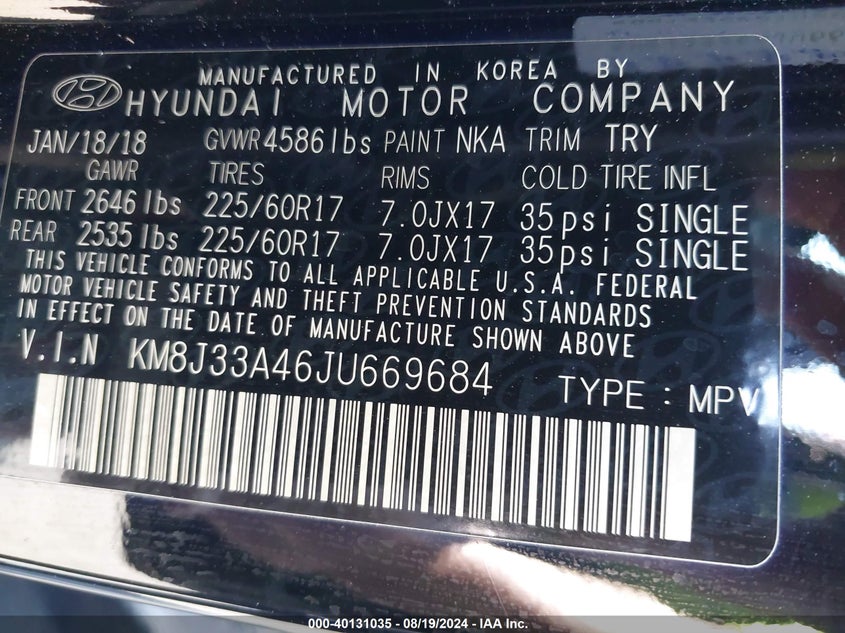 MANUFACTURED IN KOREA BY
HYUNDAI MOTOR COMPANY
JAN/18/18 GVWR 4586 lbs PAINT NKA TRIM TRY
GAWR TIRES RIMS COLD TIRE INFL
FRONT 2646 lbs 225/60R17 7.0JX17 35psi SINGLE
REAR 2535 lbs 225/60R17 7.0JX17 35psi SINGLE
THIS VEHICLE CONFORMS TO ALL APPLICABLE U.S.A. FEDERAL
MOTOR VEHICLE SAFETY AND THEFT PREVENTION STANDARDS
IN EFFECT ON THE DATE OF MANUFACTURE SHOWN ABOVE
V.I.N KM8J33A46JU669684 TYPE : MPV
000-40131035 - 08/19/2024 - IAA Inc.